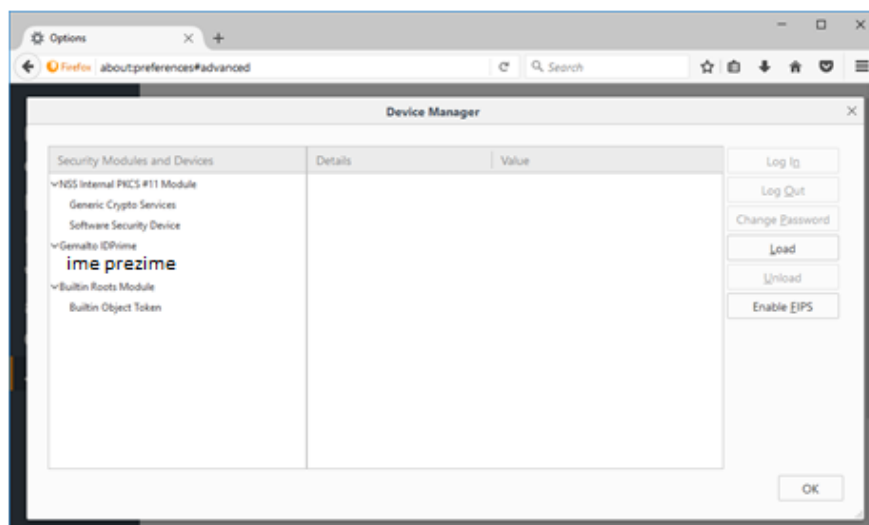 Options
Firefox about:preferences#advanced
Search
Device Manager
Security Modules and Devices Details Value
NSS Internal PKCS #11 Module
Generic Crypto Services
Software Security Device
Gemalto IDPrime
ime prezime
Builtin Roots Module
Builtin Object Token
Log In
Log Out
Change Password
Load
Unload
Enable FIPS
OK